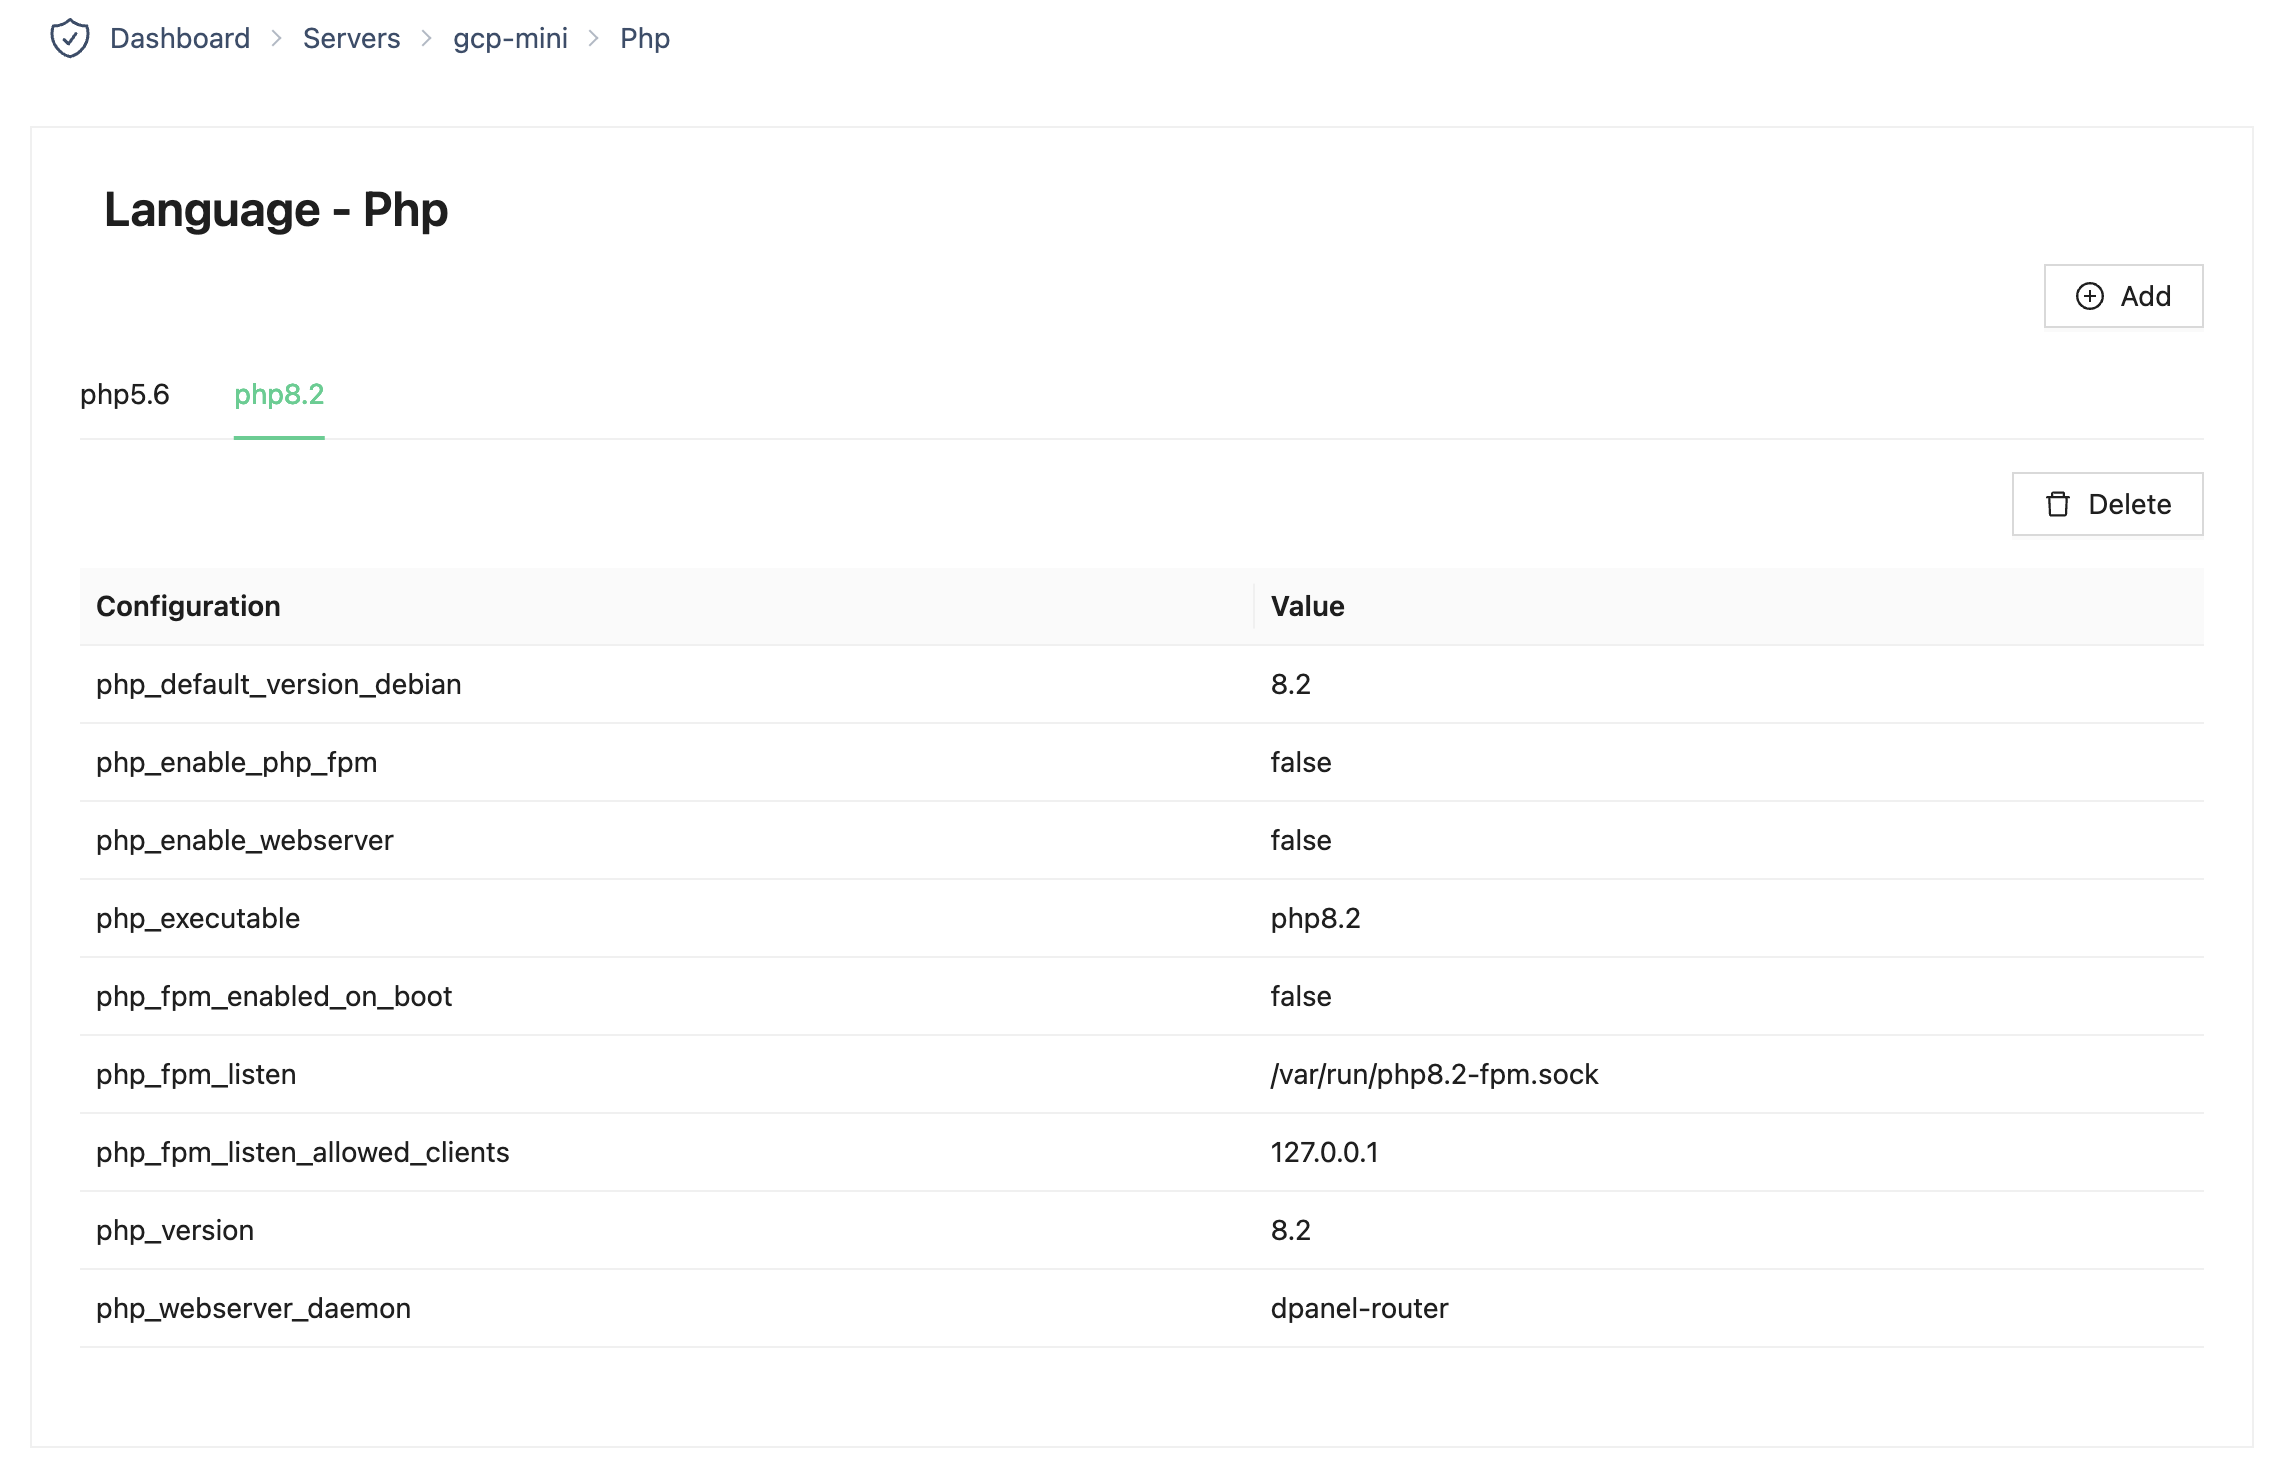 Dashboard > Servers > gcp-mini > Php
Language - Php
Add
php5.6 php8.2
Delete
Configuration Value
php_default_version_debian 8.2
php_enable_php_fpm false
php_enable_webserver false
php_executable php8.2
php_fpm_enabled_on_boot false
php_fpm_listen /var/run/php8.2-fpm.sock
php_fpm_listen_allowed_clients 127.0.0.1
php_version 8.2
php_webserver_daemon dpanel-router